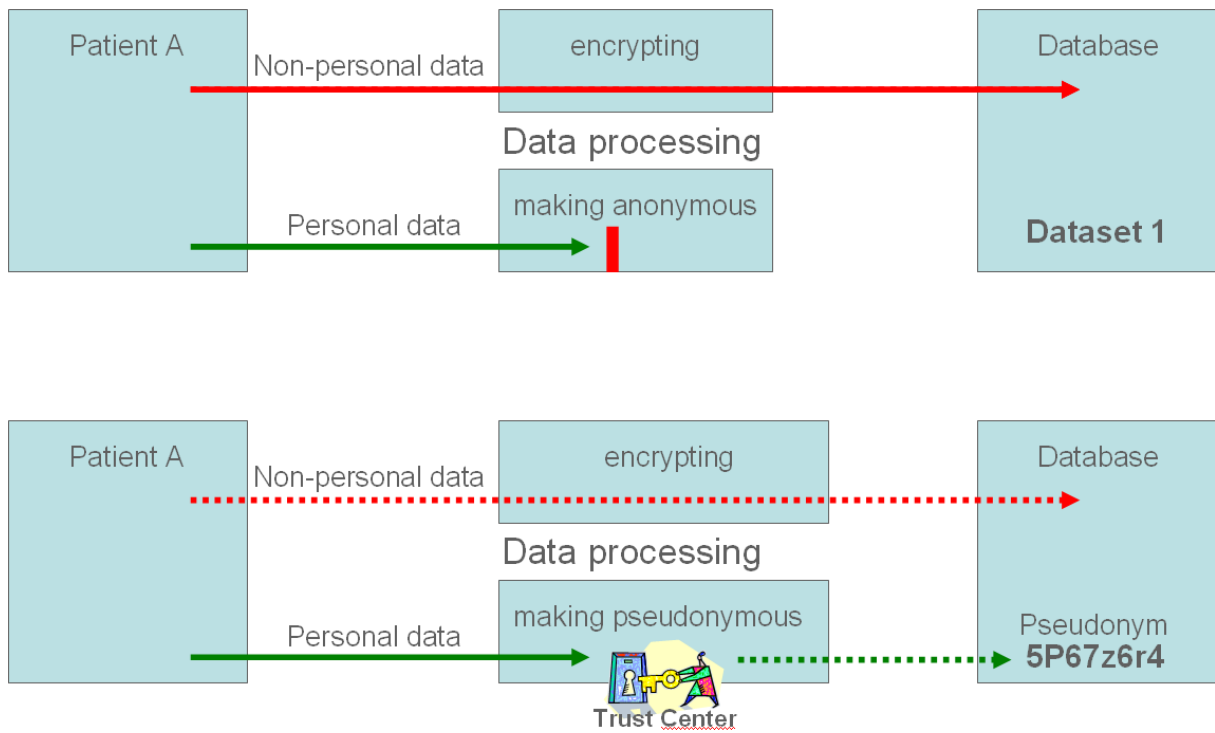 Patient A
Non-personal data
encrypting
Database
Data processing
making anonymous
Personal data
Dataset 1
Patient A
Non-personal data
encrypting
Database
Data processing
making pseudonymous
Personal data
Pseudonym
5P67z6r4
Trust Center